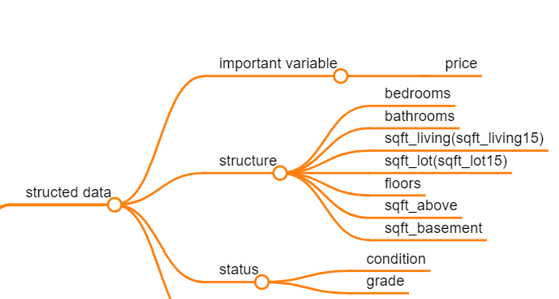 important variable
price
bedrooms
bathrooms
sqft_living(sqft_living15)
structure
sqft_lot(sqft_lot15)
floors
structed data
sqft_above
sqft_basement
condition
status
grade